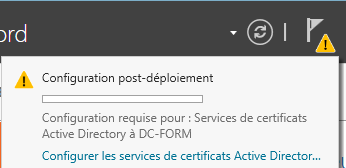 ord
Configuration post-déploiement
Configuration requise pour : Services de certificats
Active Directory à DC-FORM
Configurer les services de certificats Active Director...